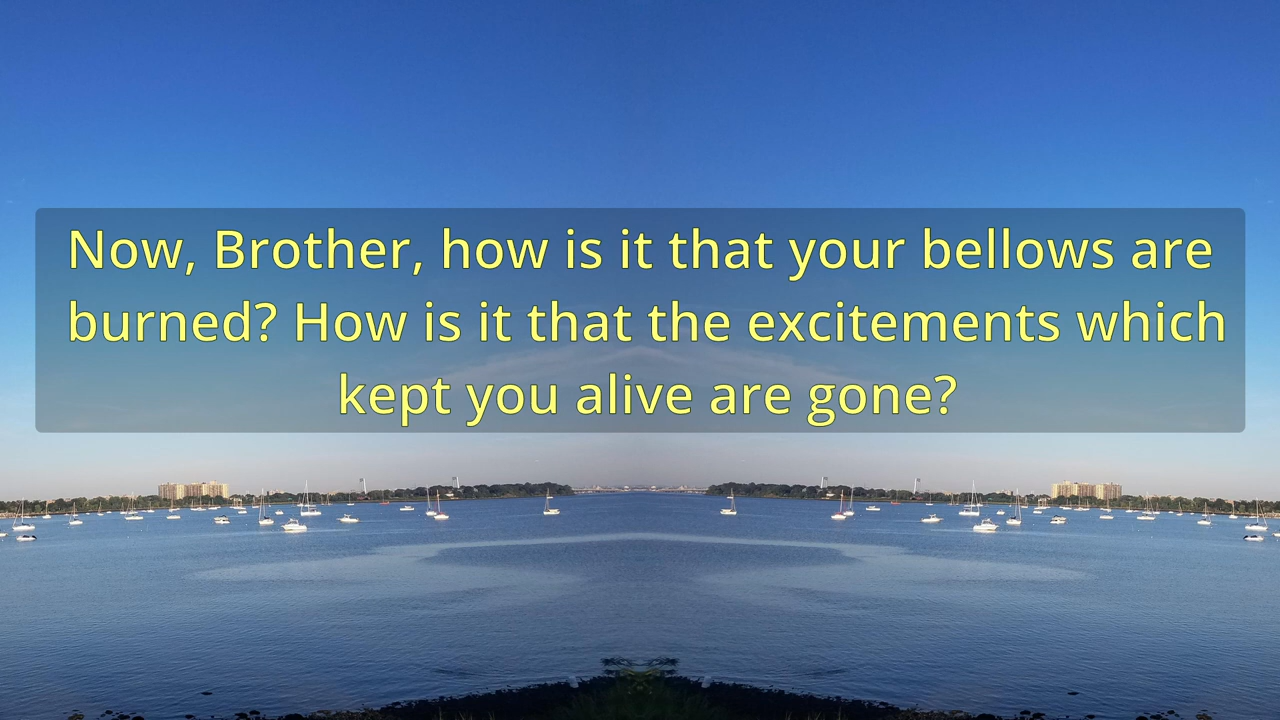 Now, Brother, how is it that your bellows are
burned? How is it that the excitements which
kept you alive are gone?